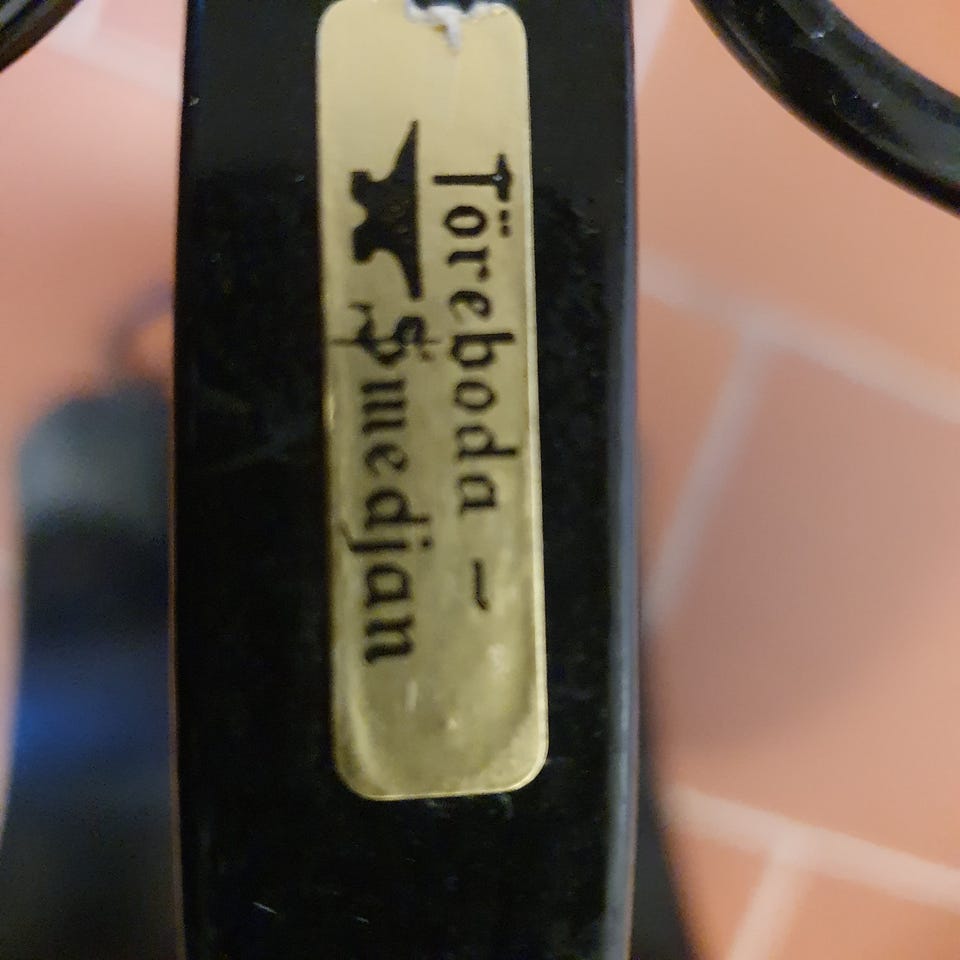 Töreboda –
Smedjan